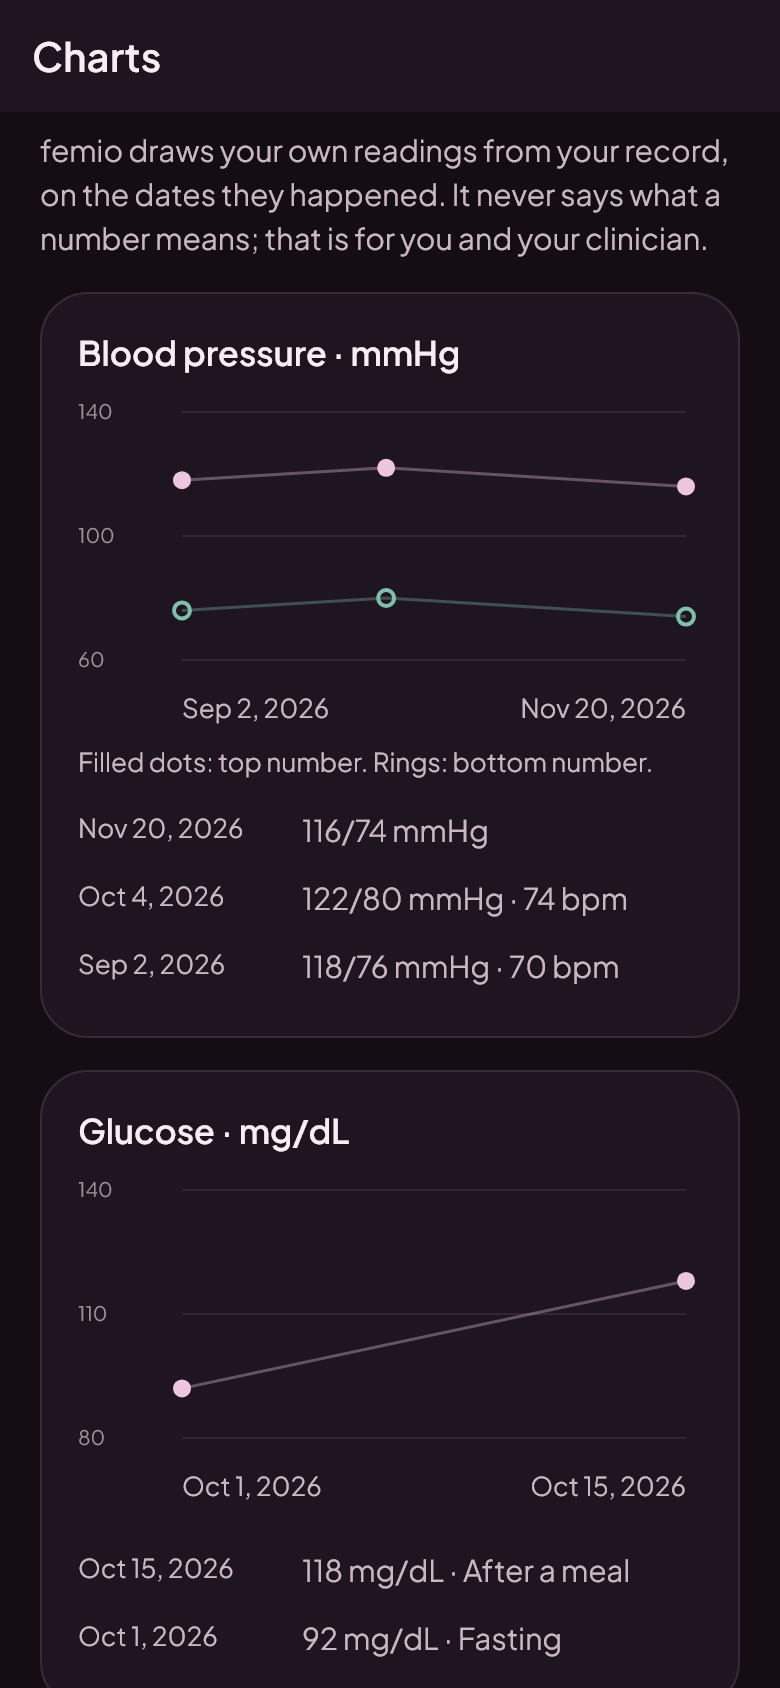 Charts
femio draws your own readings from your record,
on the dates they happened. It never says what a
number means; that is for you and your clinician.
Blood pressure · mmHg
140
100
60
Sep 2, 2026 Nov 20, 2026
Filled dots: top number. Rings: bottom number.
Nov 20, 2026 116/74 mmHg
Oct 4, 2026 122/80 mmHg · 74 bpm
Sep 2, 2026 118/76 mmHg · 70 bpm
Glucose · mg/dL
140
110
80
Oct 1, 2026 Oct 15, 2026
Oct 15, 2026 118 mg/dL · After a meal
Oct 1, 2026 92 mg/dL · Fasting